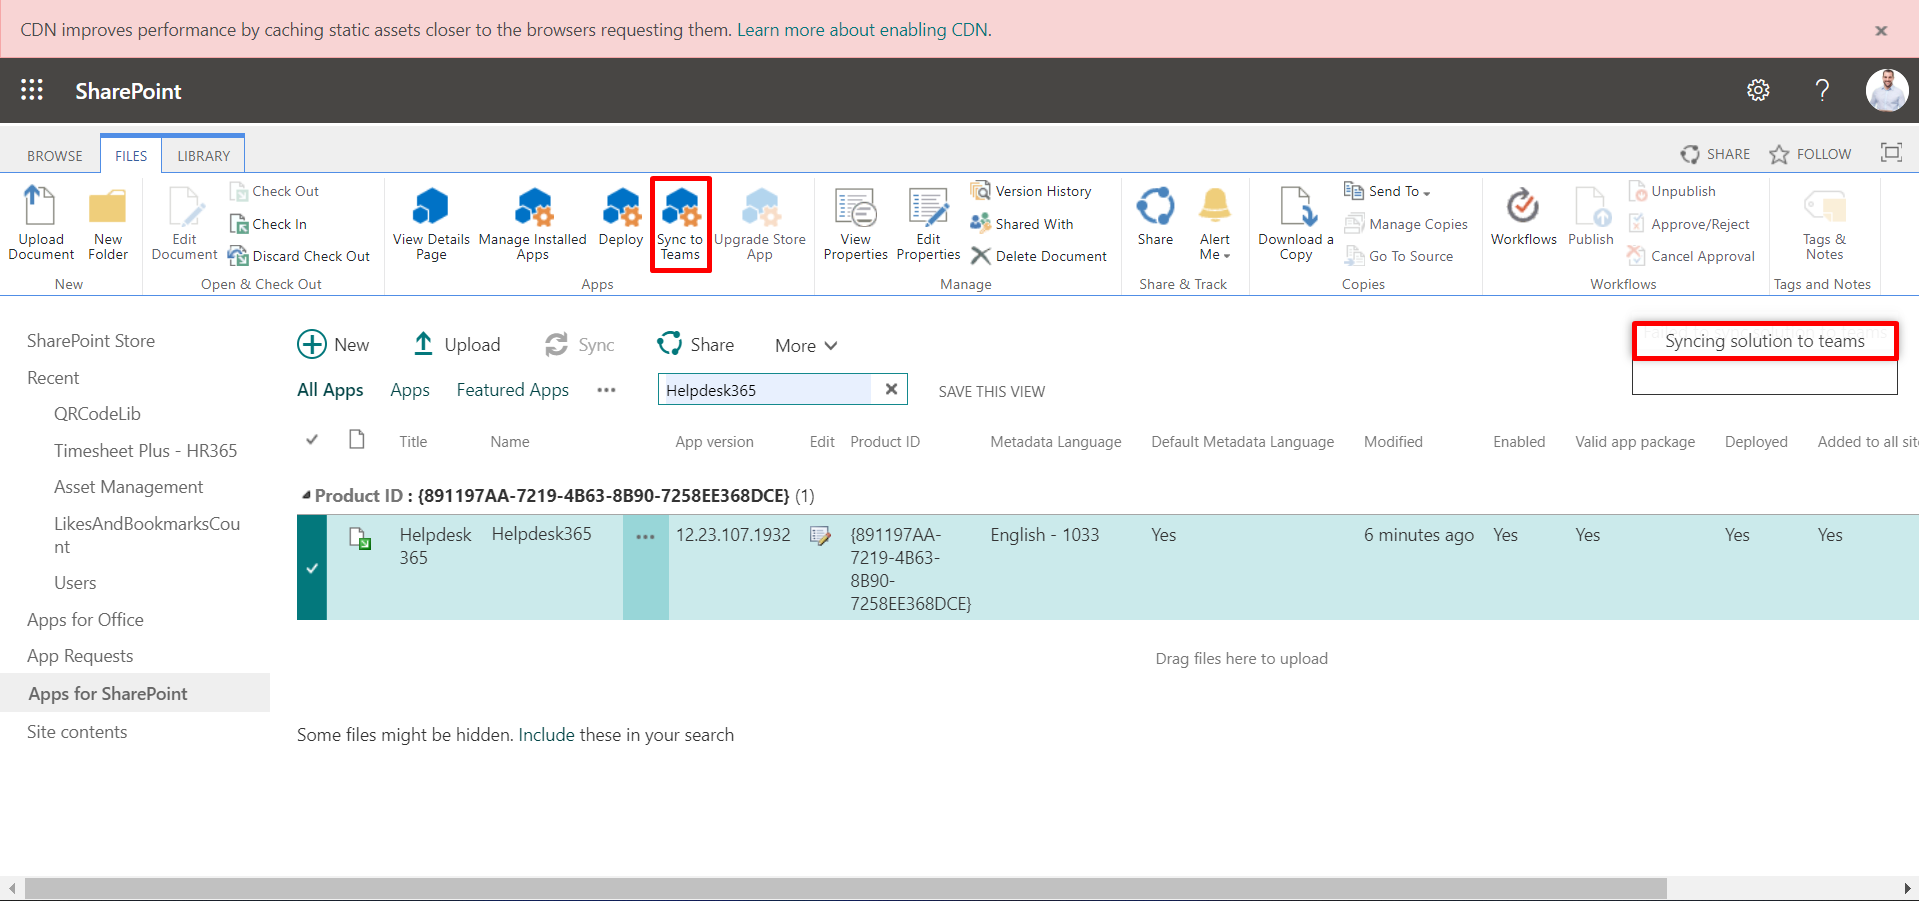 CDN improves performance by caching static assets closer to the browsers requesting them. Learn more about enabling CDN.
SharePoint
BROWSE FILES LIBRARY SHARE FOLLOW
Upload Document
New Folder
New
Edit Document
Check Out
Check In
Discard Check Out
Open & Check Out
View Details Page
Manage Installed Apps
Deploy
Sync to Teams
Upgrade Store App
Apps
View Properties
Edit Properties
Version History
Shared With
Delete Document
Manage
Share
Alert Me
Share & Track
Download a Copy
Send To
Manage Copies
Go To Source
Copies
Workflows
Publish
Unpublish
Approve/Reject
Cancel Approval
Workflows
Tags & Notes
Tags and Notes
SharePoint Store
Recent
QRCodeLib
Timesheet Plus - HR365
Asset Management
LikesAndBookmarksCou
nt
Users
Apps for Office
App Requests
Apps for SharePoint
Site contents
New Upload Sync Share More
Syncing solution to teams
All Apps Apps Featured Apps ••• Helpdesk365 SAVE THIS VIEW
Title Name App version Edit Product ID Metadata Language Default Metadata Language Modified Enabled Valid app package Deployed Added to all sit
Product ID : {891197AA-7219-4B63-8B90-7258EE368DCE} (1)
Helpdesk Helpdesk365 ••• 12.23.107.1932 {891197AA- English - 1033 Yes 6 minutes ago Yes Yes Yes Yes
365 7219-4B63-
8B90-
7258EE368DCE}
Drag files here to upload
Some files might be hidden. Include these in your search